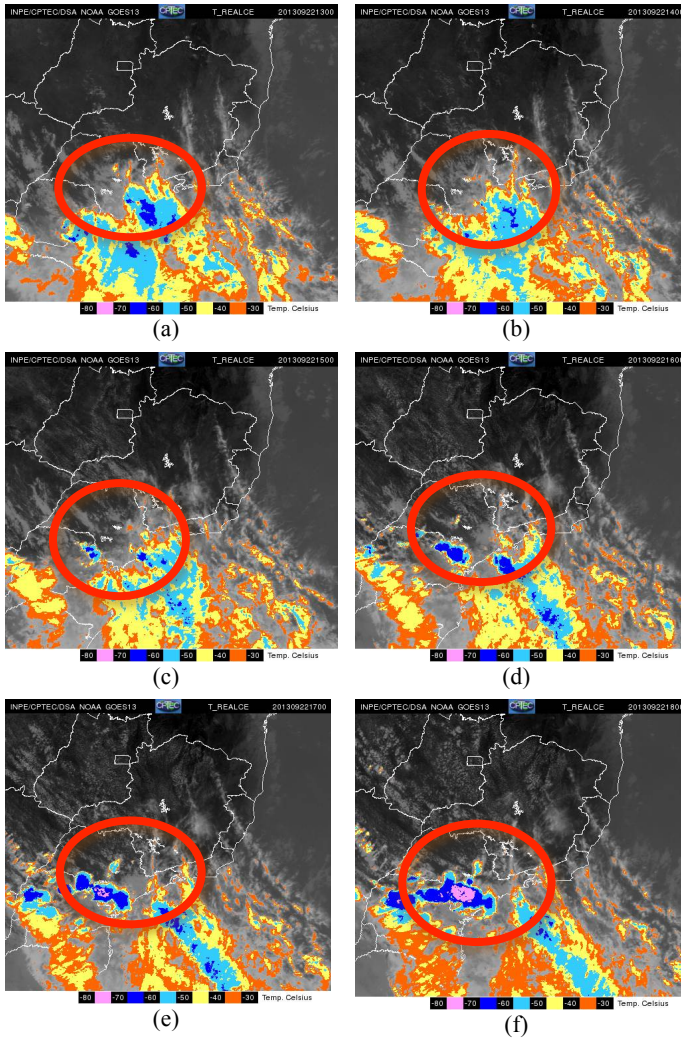 INPE/CPTEC/DSA NOAA GOES13 CPTEC T_REALCE 201309221300
-80 -70 -60 -50 -40 -30 Temp. Celsius
(a)
INPE/CPTEC/DSA NOAA GOES13 CPTEC T_REALCE 201309221400
-80 -70 -60 -50 -40 -30 Temp. Celsius
(b)
INPE/CPTEC/DSA NOAA GOES13 CPTEC T_REALCE 201309221500
-80 -70 -60 -50 -40 -30 Temp. Celsius
(c)
INPE/CPTEC/DSA NOAA GOES13 CPTEC T_REALCE 201309221600
-80 -70 -60 -50 -40 -30 Temp. Celsius
(d)
INPE/CPTEC/DSA NOAA GOES13 CPTEC T_REALCE 201309221700
-80 -70 -60 -50 -40 -30 Temp. Celsius
(e)
INPE/CPTEC/DSA NOAA GOES13 CPTEC T_REALCE 201309221800
-80 -70 -60 -50 -40 -30 Temp. Celsius
(f)